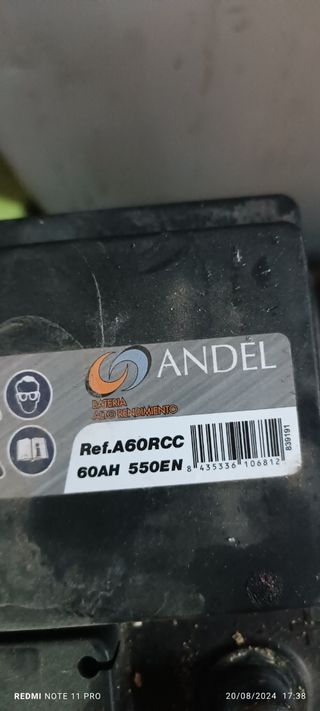 ANDEL
BATERIA
ALTO RENDIMIENTO
Ref.A60RCC
60AH 550EN
8 435336 106812
839191
REDMI NOTE 11 PRO
20/08/2024 17:38